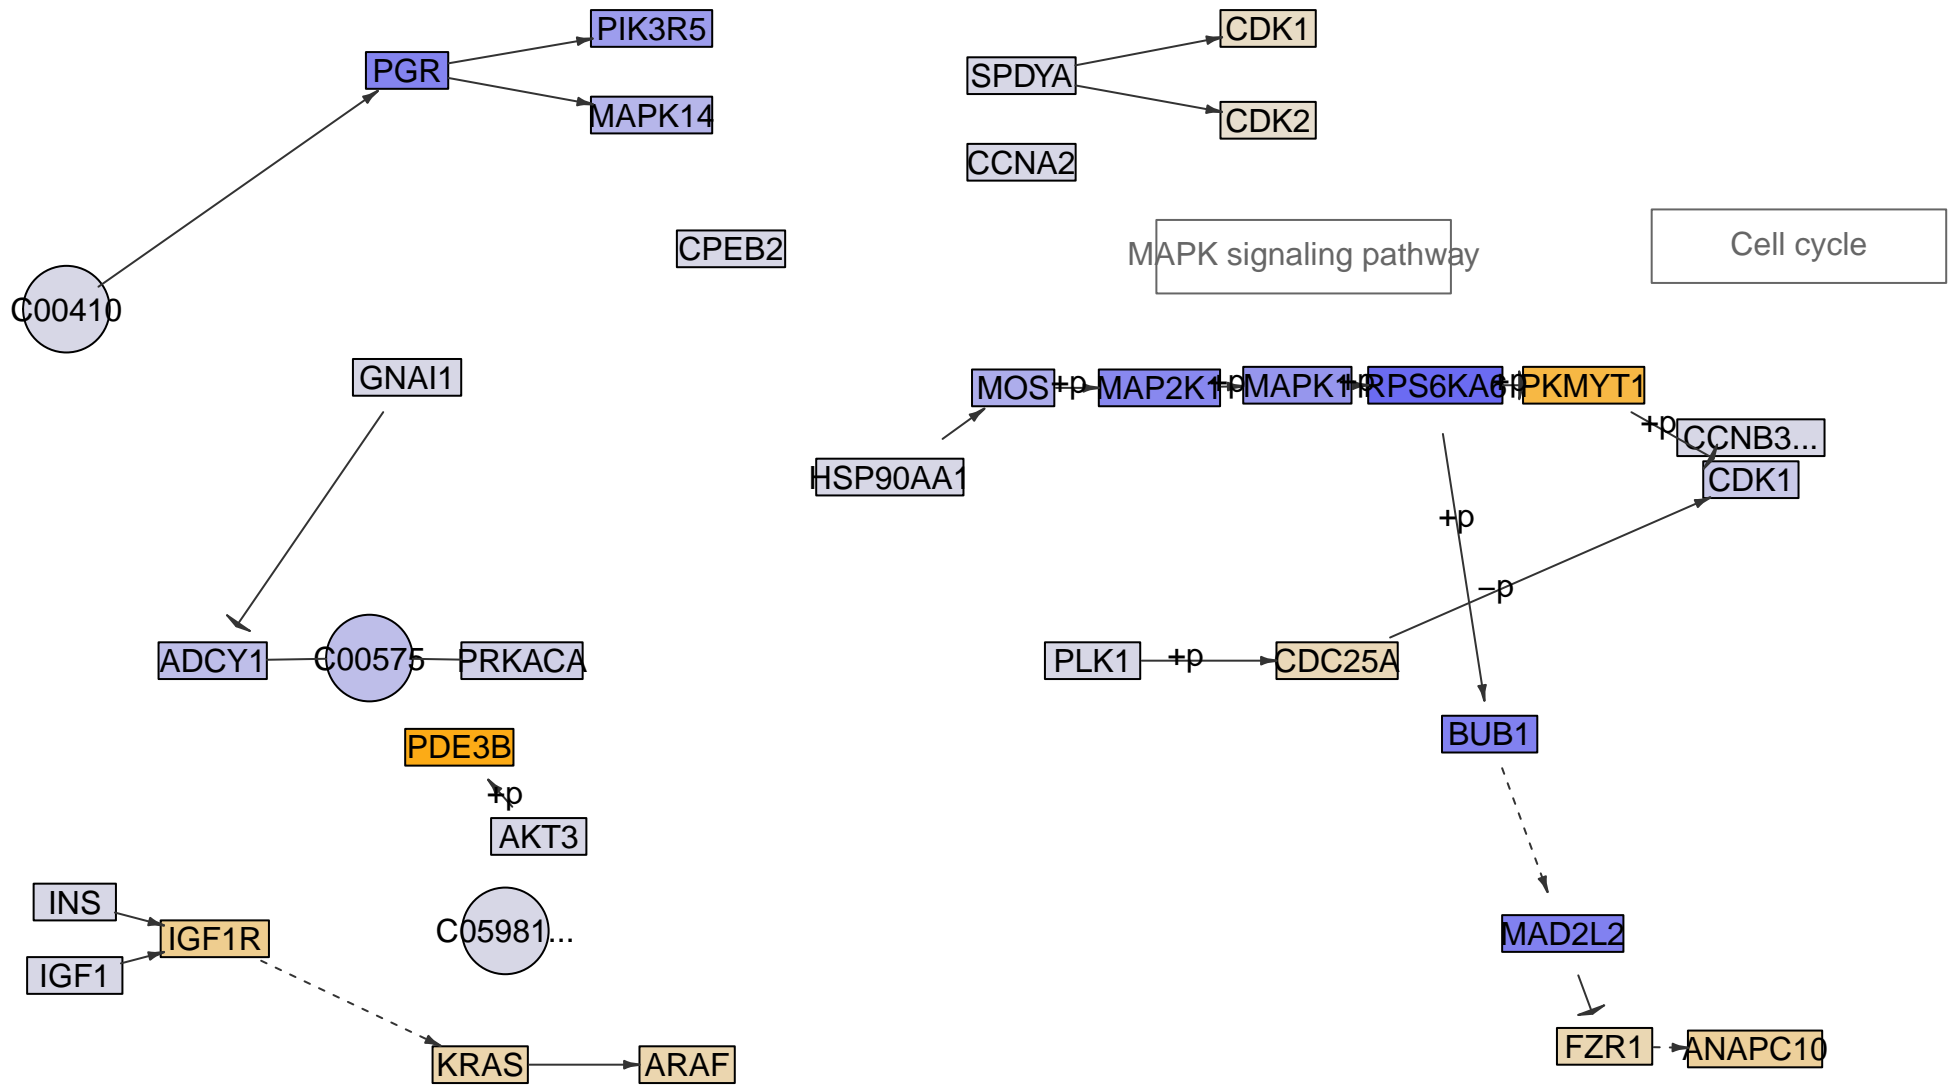 PIK3R5
CDK1
PGR
SPDYA
MAPK14
CDK2
CCNA2
CPEB2
MAPK signaling pathway
Cell cycle
C00410
GNAI1
MOS
+p
MAP2K1
+p
MAPK1
+p
RPS6KA6
+p
PKMYT1
+p
CCNB3...
HSP90AA1
CDK1
+p
−p
ADCY1
C00575
PRKACA
PLK1
+p
CDC25A
BUB1
PDE3B
+p
AKT3
INS
IGF1R
C05981...
MAD2L2
IGF1
KRAS
ARAF
FZR1
ANAPC10